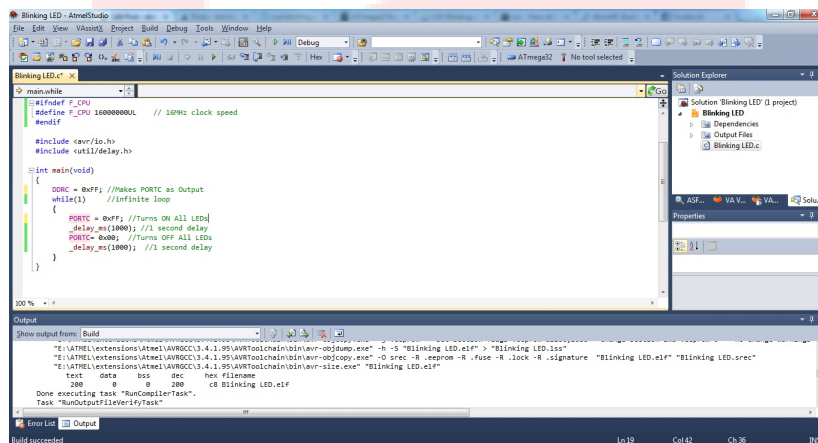 Blinking LED - AtmelStudio
File Edit View VAssistX Project Build Debug Tools Window Help
Debug
Hex ATmega32 No tool selected
Blinking LED.c*
main.while Go
#ifndef F_CPU
#define F_CPU 16000000UL // 16MHz clock speed
#endif
#include <avr/io.h>
#include <util/delay.h>
int main(void)
{
DDRC = 0xFF; //Makes PORTC as Output
while(1) //infinite loop
{
PORTC = 0xFF; //Turns ON All LEDs
_delay_ms(1000); //1 second delay
PORTC= 0x00; //Turns OFF All LEDs
_delay_ms(1000); //1 second delay
}
}
100 %
Solution Explorer
Solution 'Blinking LED' (1 project)
Blinking LED
Dependencies
Output Files
Blinking LED.c
ASF... VA V... VA... Solu...
Properties
Output
Show output from: Build
"E:\ATMEL\extensions\Atmel\AVRGCC\3.4.1.95\AVRToolchain\bin\avr-objdump.exe" -h -S "Blinking LED.elf" > "Blinking LED.lss"
"E:\ATMEL\extensions\Atmel\AVRGCC\3.4.1.95\AVRToolchain\bin\avr-objcopy.exe" -O srec -R .eeprom -R .fuse -R .lock -R .signature "Blinking LED.elf" "Blinking LED.srec"
"E:\ATMEL\extensions\Atmel\AVRGCC\3.4.1.95\AVRToolchain\bin\avr-size.exe" "Blinking LED.elf"
text data bss dec hex filename
200 0 0 200 c8 Blinking LED.elf
Done executing task "RunCompilerTask".
Task "RunOutputFileVerifyTask"
Error List Output
Build succeeded Ln 19 Col 42 Ch 36 INS